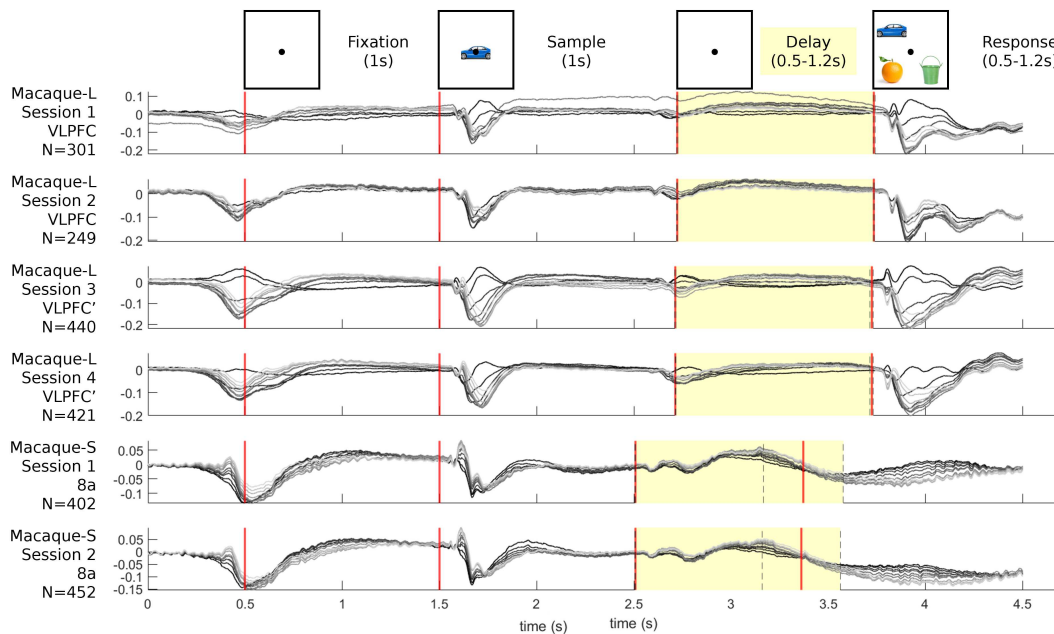 Fixation
(1s)
Sample
(1s)
Delay
(0.5-1.2s)
Response
(0.5-1.2s)
Macaque-L
Session 1
VLPFC
N=301
0.1
0
-0.2
Macaque-L
Session 2
VLPFC
N=249
0
-0.1
-0.2
Macaque-L
Session 3
VLPFC'
N=440
0
-0.1
-0.2
Macaque-L
Session 4
VLPFC'
N=421
0
-0.1
-0.2
Macaque-S
Session 1
8a
N=402
0.05
-0.05
-0.1
Macaque-S
Session 2
8a
N=452
0.05
0
-0.05
-0.1
-0.15
0 0.5 1 1.5 2 2.5 3 3.5 4 4.5
time (s) time (s)